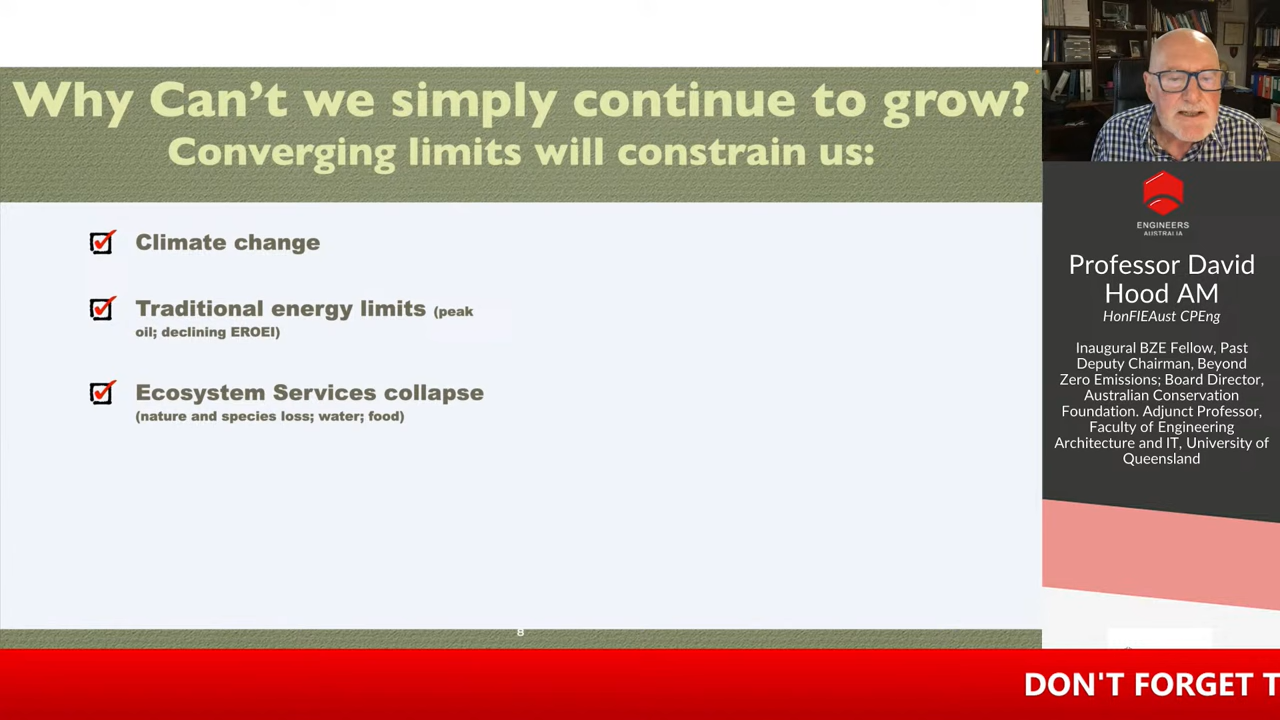 Why Can't we simply continue to grow?
Converging limits will constrain us:
Climate change
Traditional energy limits (peak
oil; declining EROEI)
Ecosystem Services collapse
(nature and species loss; water; food)
8
ENGINEERS
AUSTRALIA
Professor David
Hood AM
HonFIEAust CPEng
Inaugural BZE Fellow, Past
Deputy Chairman, Beyond
Zero Emissions; Board Director,
Australian Conservation
Foundation. Adjunct Professor,
Faculty of Engineering
Architecture and IT, University of
Queensland
DON'T FORGET T